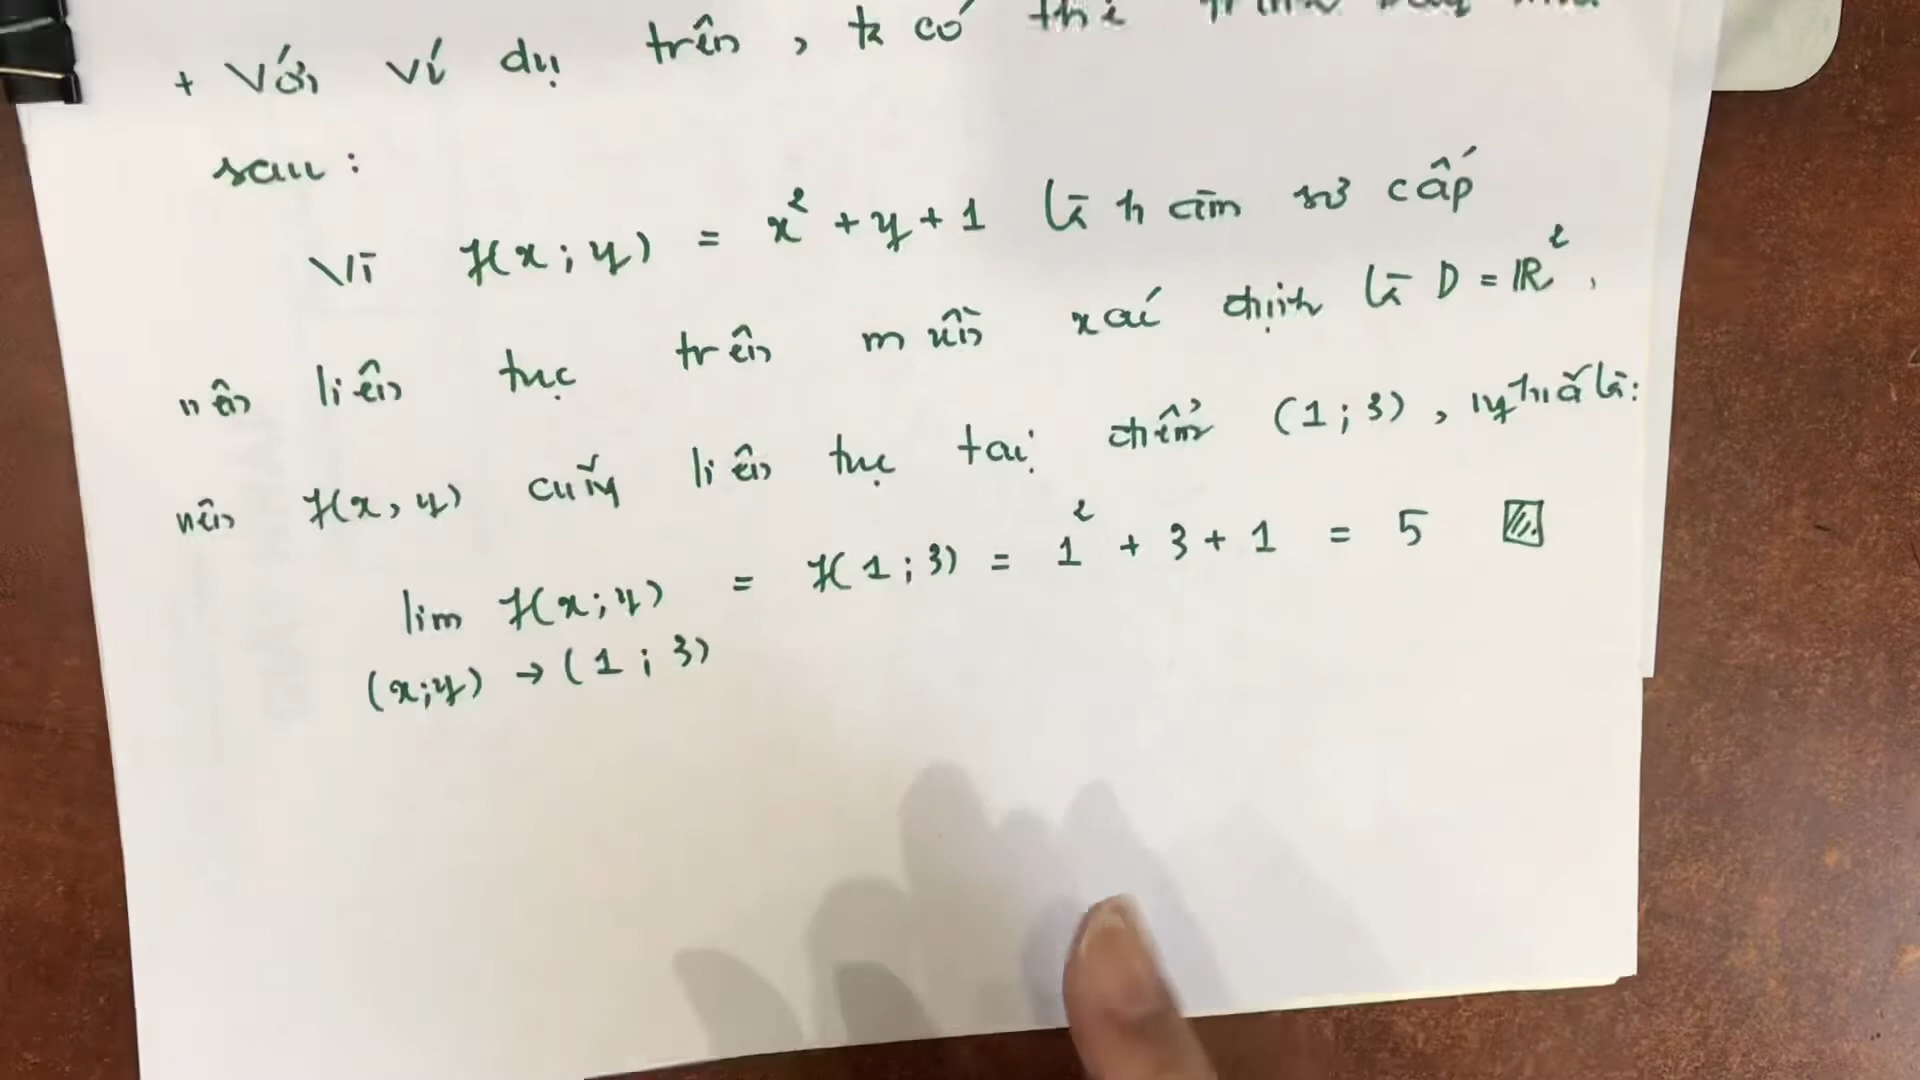 + Với ví dụ trên, ta có thể
sau:
Vì f(x; y) = x² + y + 1 là hàm sơ cấp
nên liên tục trên miền xác định là D = ℝ²,
nên f(x, y) cũng liên tục tại điểm (1; 3), nghĩa là:
lim f(x; y) = f(1; 3) = 1² + 3 + 1 = 5
(x; y) → (1; 3)